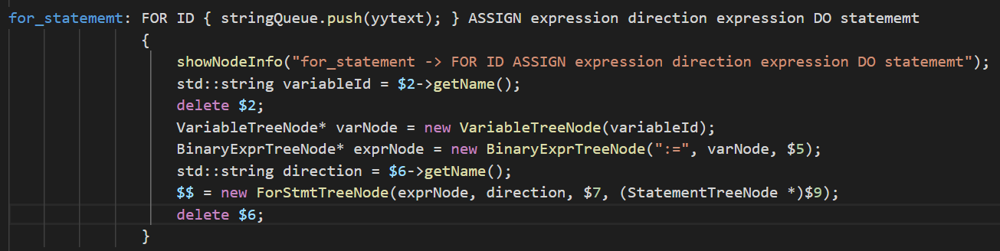 for_statememt: FOR ID { stringQueue.push(yytext); } ASSIGN expression direction expression DO statememt
{
showNodeInfo("for_statement -> FOR ID ASSIGN expression direction expression DO statememt");
std::string variableId = $2->getName();
delete $2;
VariableTreeNode* varNode = new VariableTreeNode(variableId);
BinaryExprTreeNode* exprNode = new BinaryExprTreeNode(":=", varNode, $5);
std::string direction = $6->getName();
$$ = new ForStmtTreeNode(exprNode, direction, $7, (StatementTreeNode *)$9);
delete $6;
}